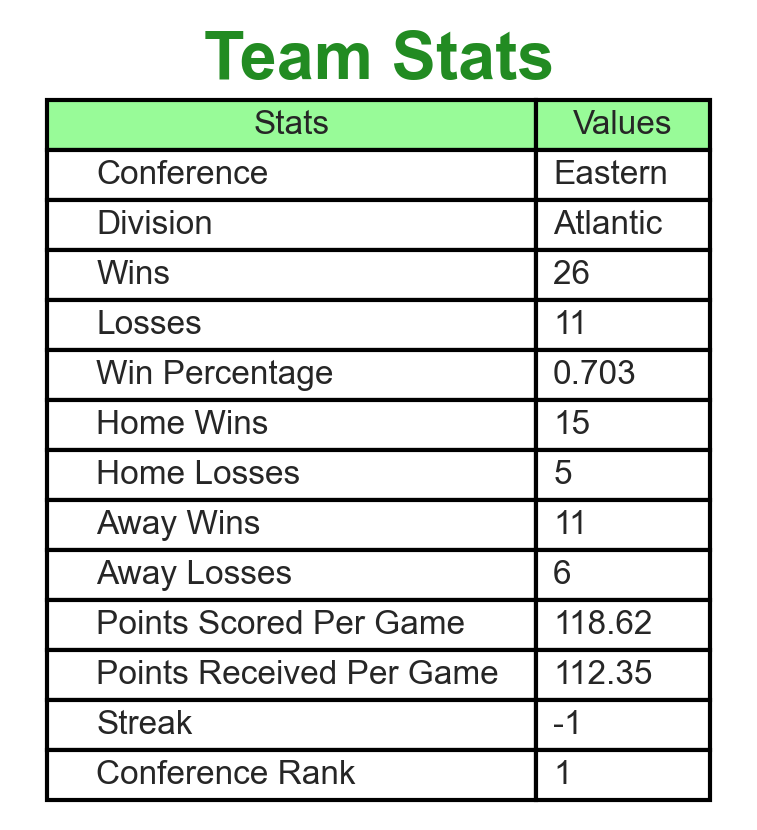 Team Stats
Stats Values
Conference Eastern
Division Atlantic
Wins 26
Losses 11
Win Percentage 0.703
Home Wins 15
Home Losses 5
Away Wins 11
Away Losses 6
Points Scored Per Game 118.62
Points Received Per Game 112.35
Streak -1
Conference Rank 1